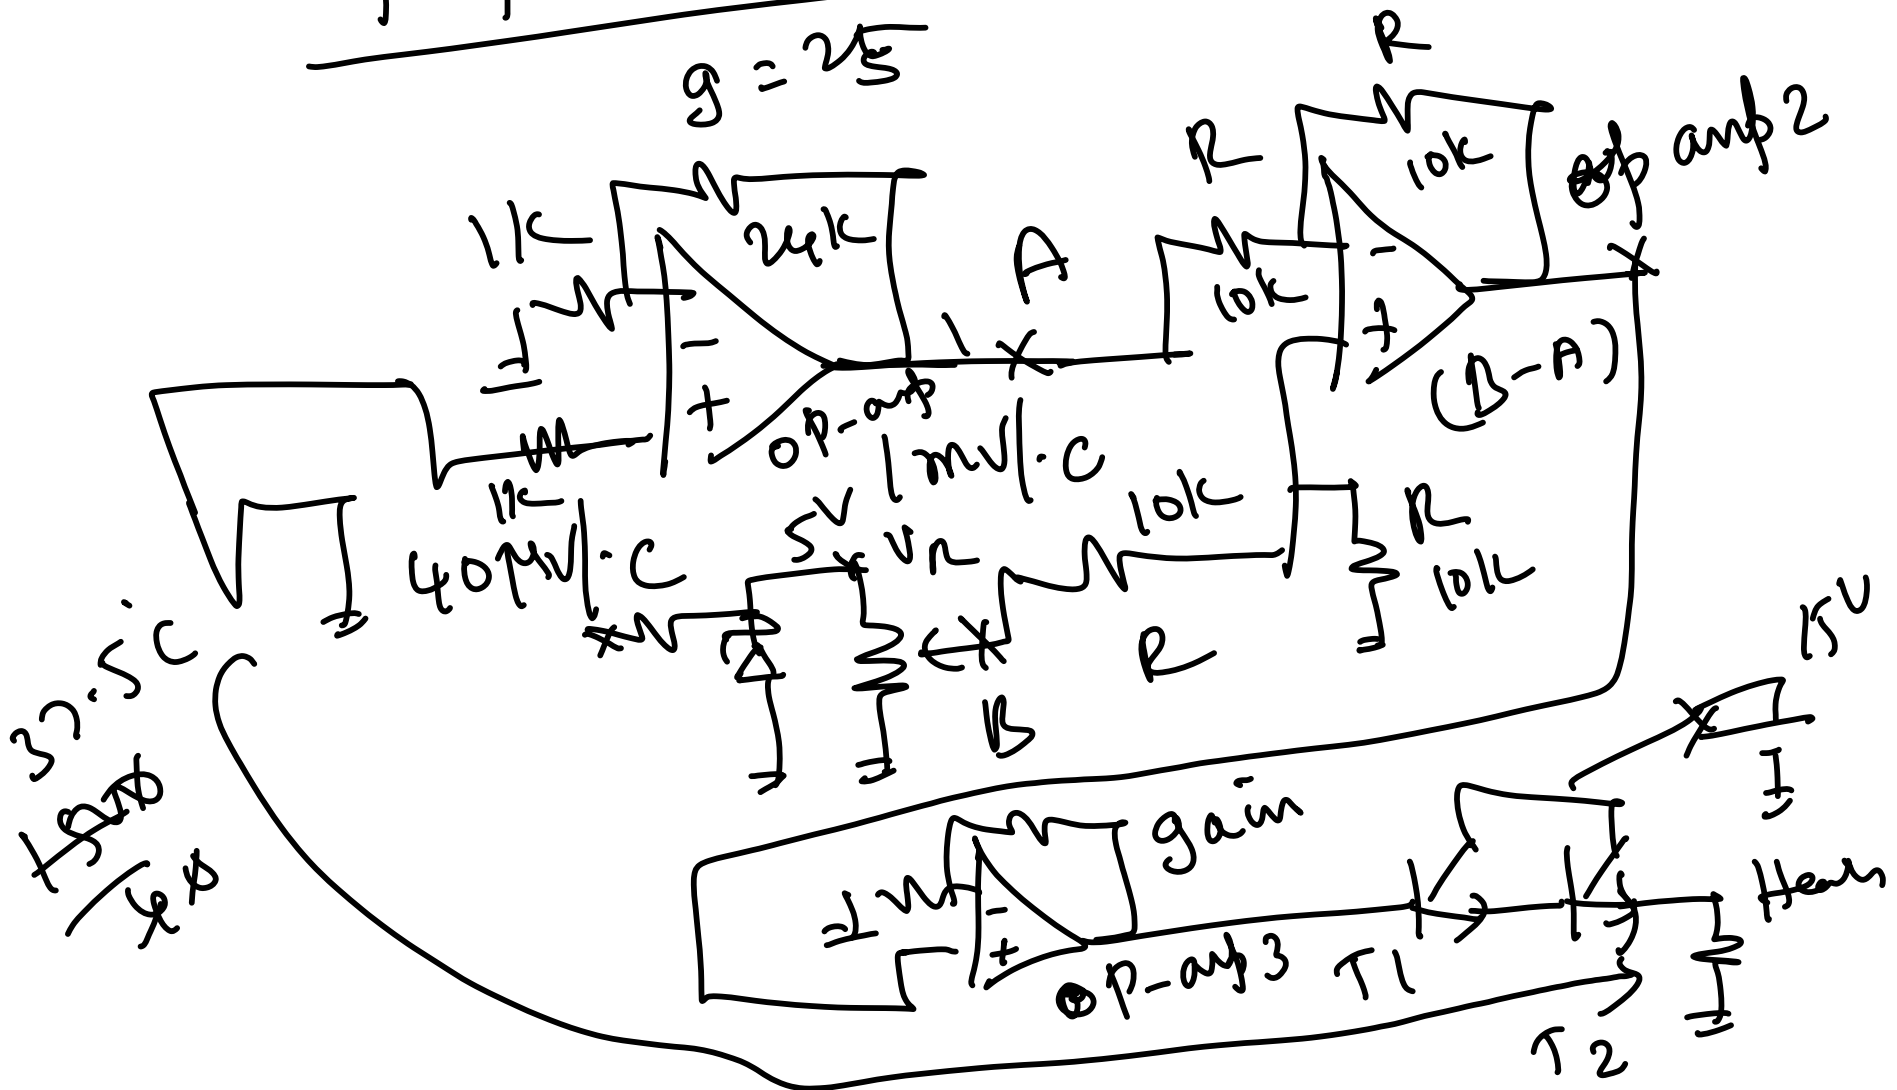 g = 25
R
R
10K
op amp 2
1K
24K
A
10K
-
+
(B-A)
-
+
op-amp
1mV/·C
1K
40μV/·C
5V
VR
10K
R
10K
B
R
37.5 C
15V
I
gain
-
+
op-amp 3
T1
T2